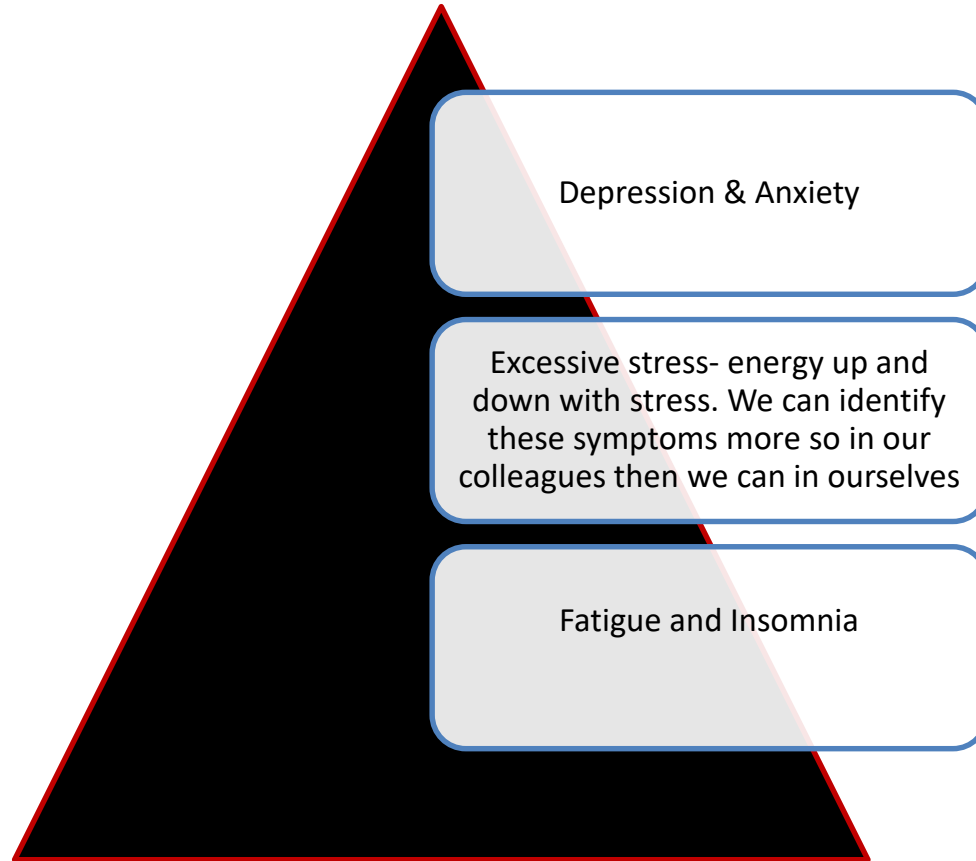 Depression & Anxiety
Excessive stress- energy up and
down with stress. We can identify
these symptoms more so in our
colleagues then we can in ourselves
Fatigue and Insomnia